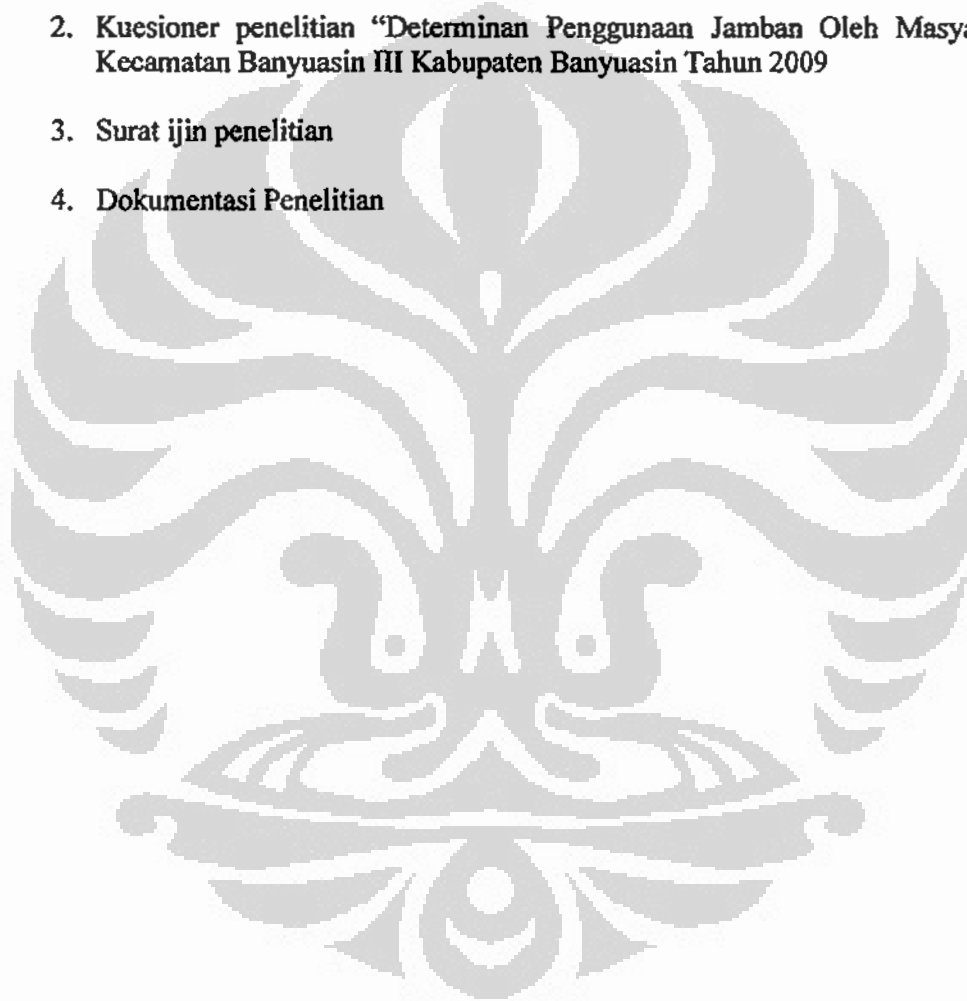 2. Kuesioner penelitian “Determinan Penggunaan Jamban Oleh Masya
Kecamatan Banyuasin III Kabupaten Banyuasin Tahun 2009
3. Surat ijin penelitian
4. Dokumentasi Penelitian